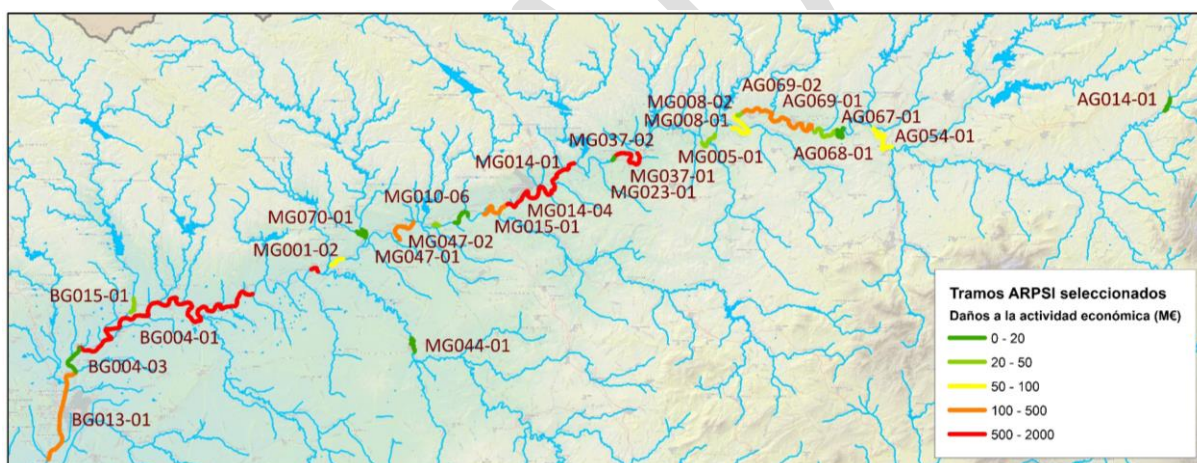 AG069-02
MG008-02
AG069-01
MG008-01
AG067-01
AG014-01
AG054-01
MG037-02
MG005-01
AG068-01
MG014-01
MG037-01
MG023-01
MG010-06
MG014-04
MG070-01
MG015-01
MG047-02
MG001-02
MG047-01
BG015-01
BG004-01
MG044-01
BG004-03
BG013-01
Tramos ARPSI seleccionados
Daños a la actividad económica (M€)
0 - 20
20 - 50
50 - 100
100 - 500
500 - 2000